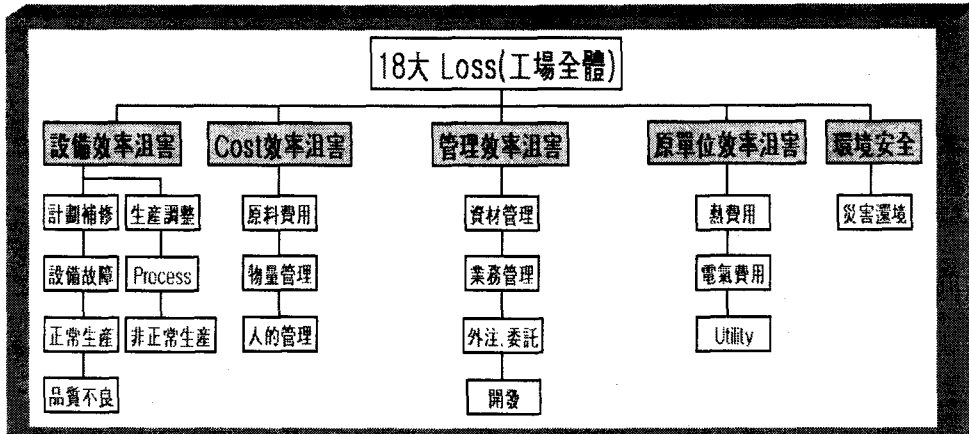 18大 Loss(工場全體)
設備效率沮害
Cost效率沮害
管理效率沮害
原單位效率沮害
環境安全
計劃補修
生産調整
原料費用
資材管理
熱費用
災害還境
設備故障
Process
物量管理
業務管理
電氣費用
正常生産
非正常生産
人的管理
外注、委託
Utility
品質不良
開發